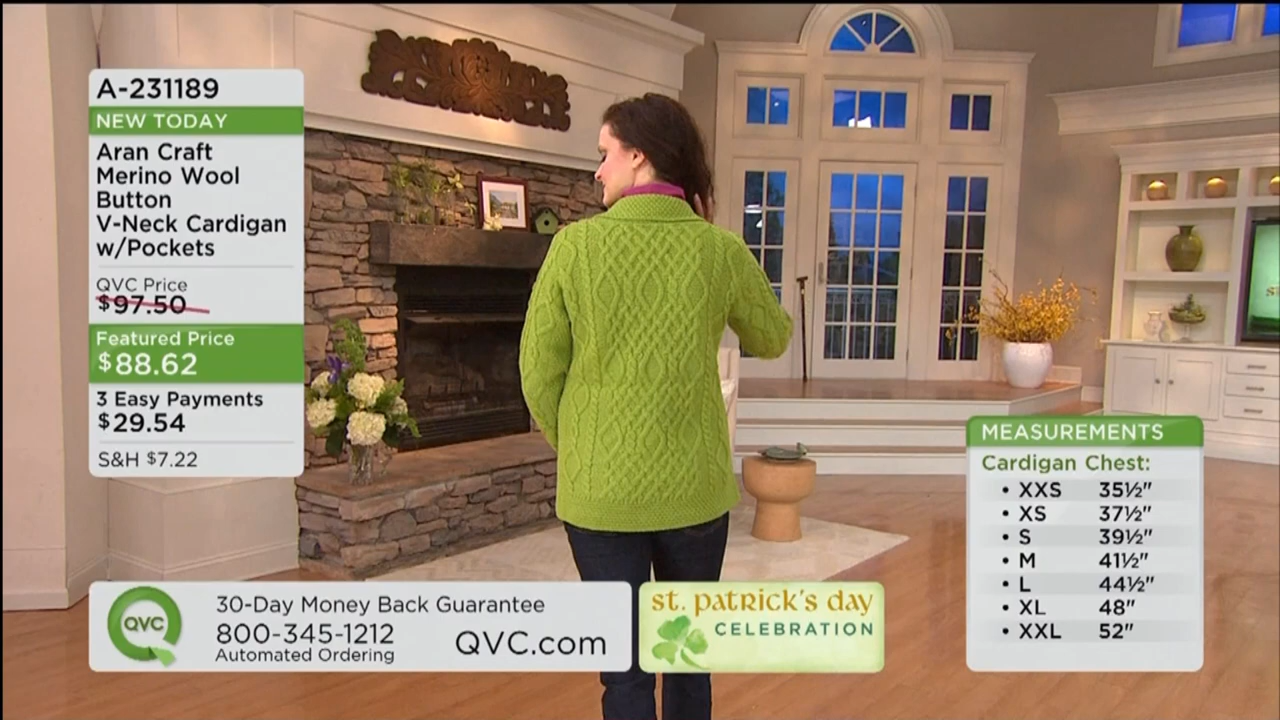 A-231189
NEW TODAY
Aran Craft
Merino Wool
Button
V-Neck Cardigan
w/Pockets
QVC Price
$97.50
Featured Price
$88.62
3 Easy Payments
$29.54
S&H $7.22
MEASUREMENTS
Cardigan Chest:
• XXS 35½"
• XS 37½"
• S 39½"
• M 41½"
• L 44½"
• XL 48"
• XXL 52"
QVC
30-Day Money Back Guarantee
800-345-1212
Automated Ordering
QVC.com
st. patrick's day
CELEBRATION